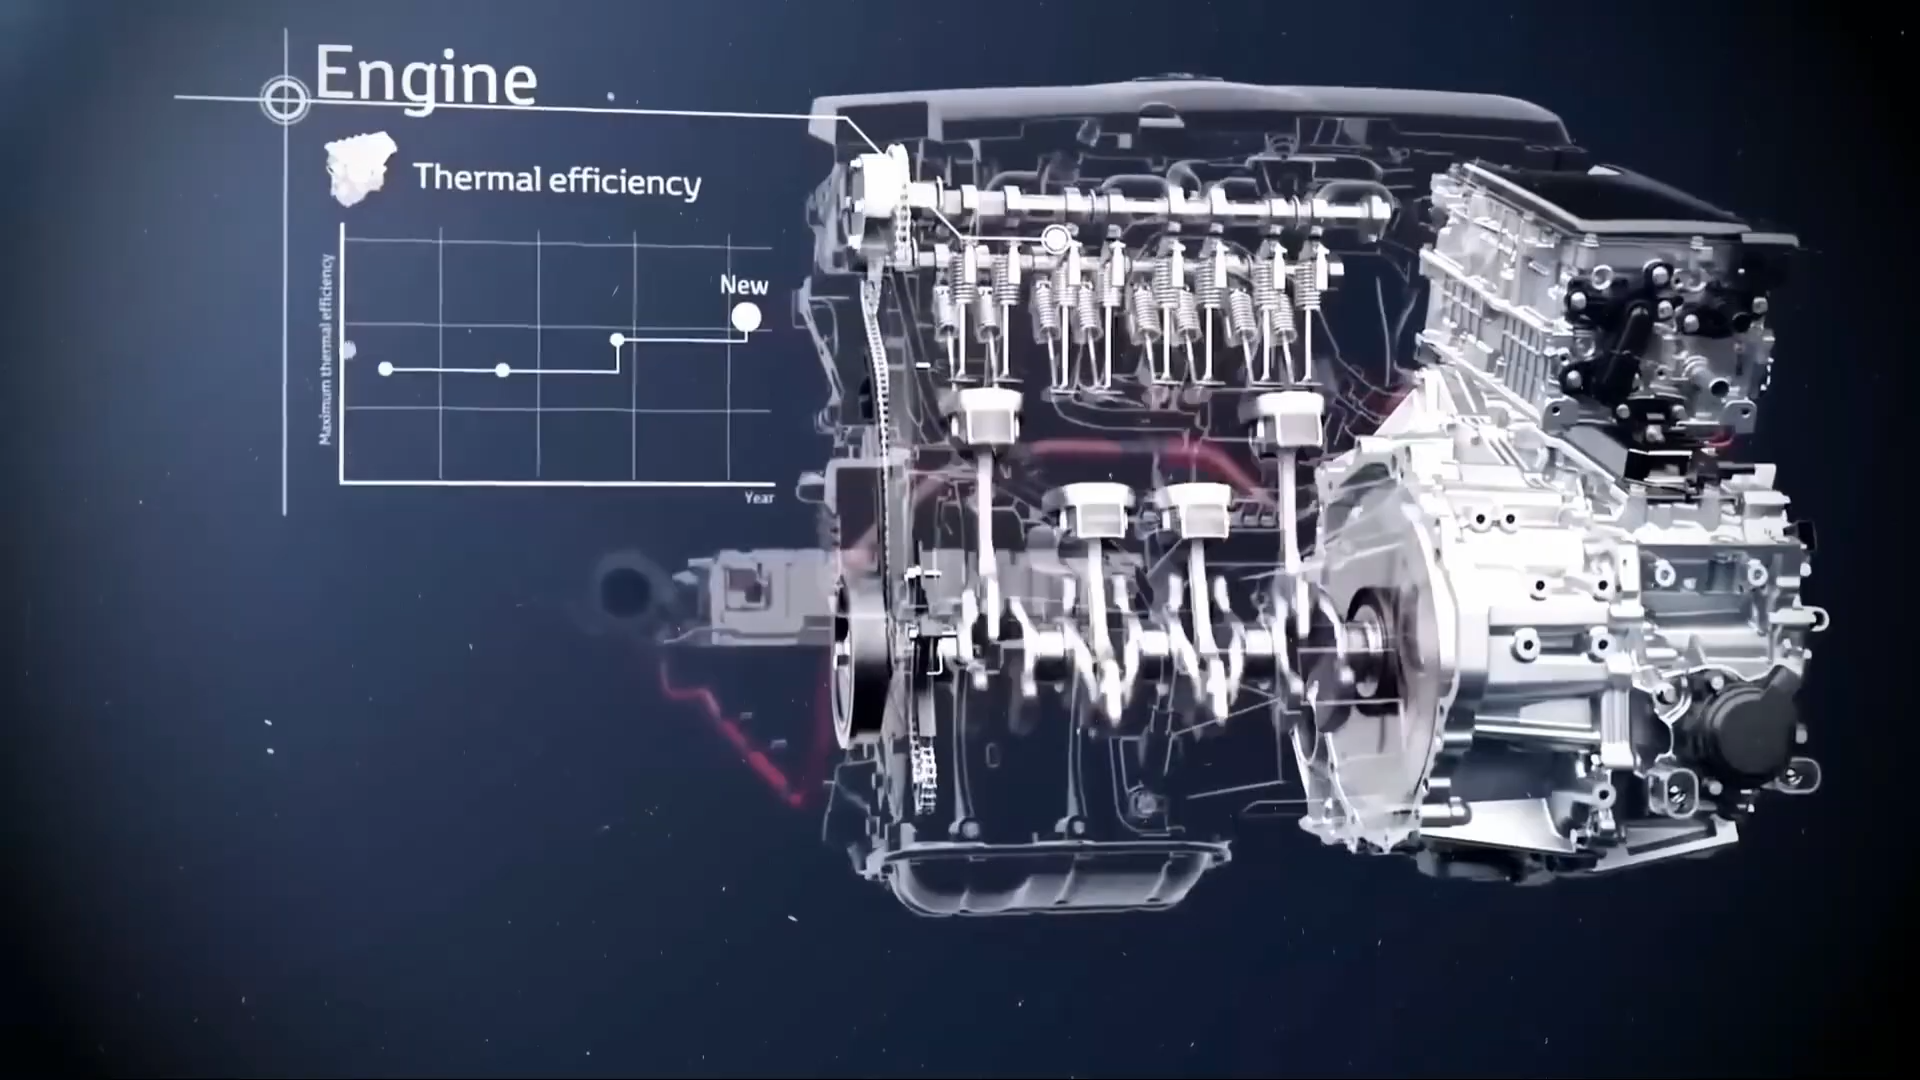 Engine
Thermal efficiency
Maximum thermal efficiency
New
Year